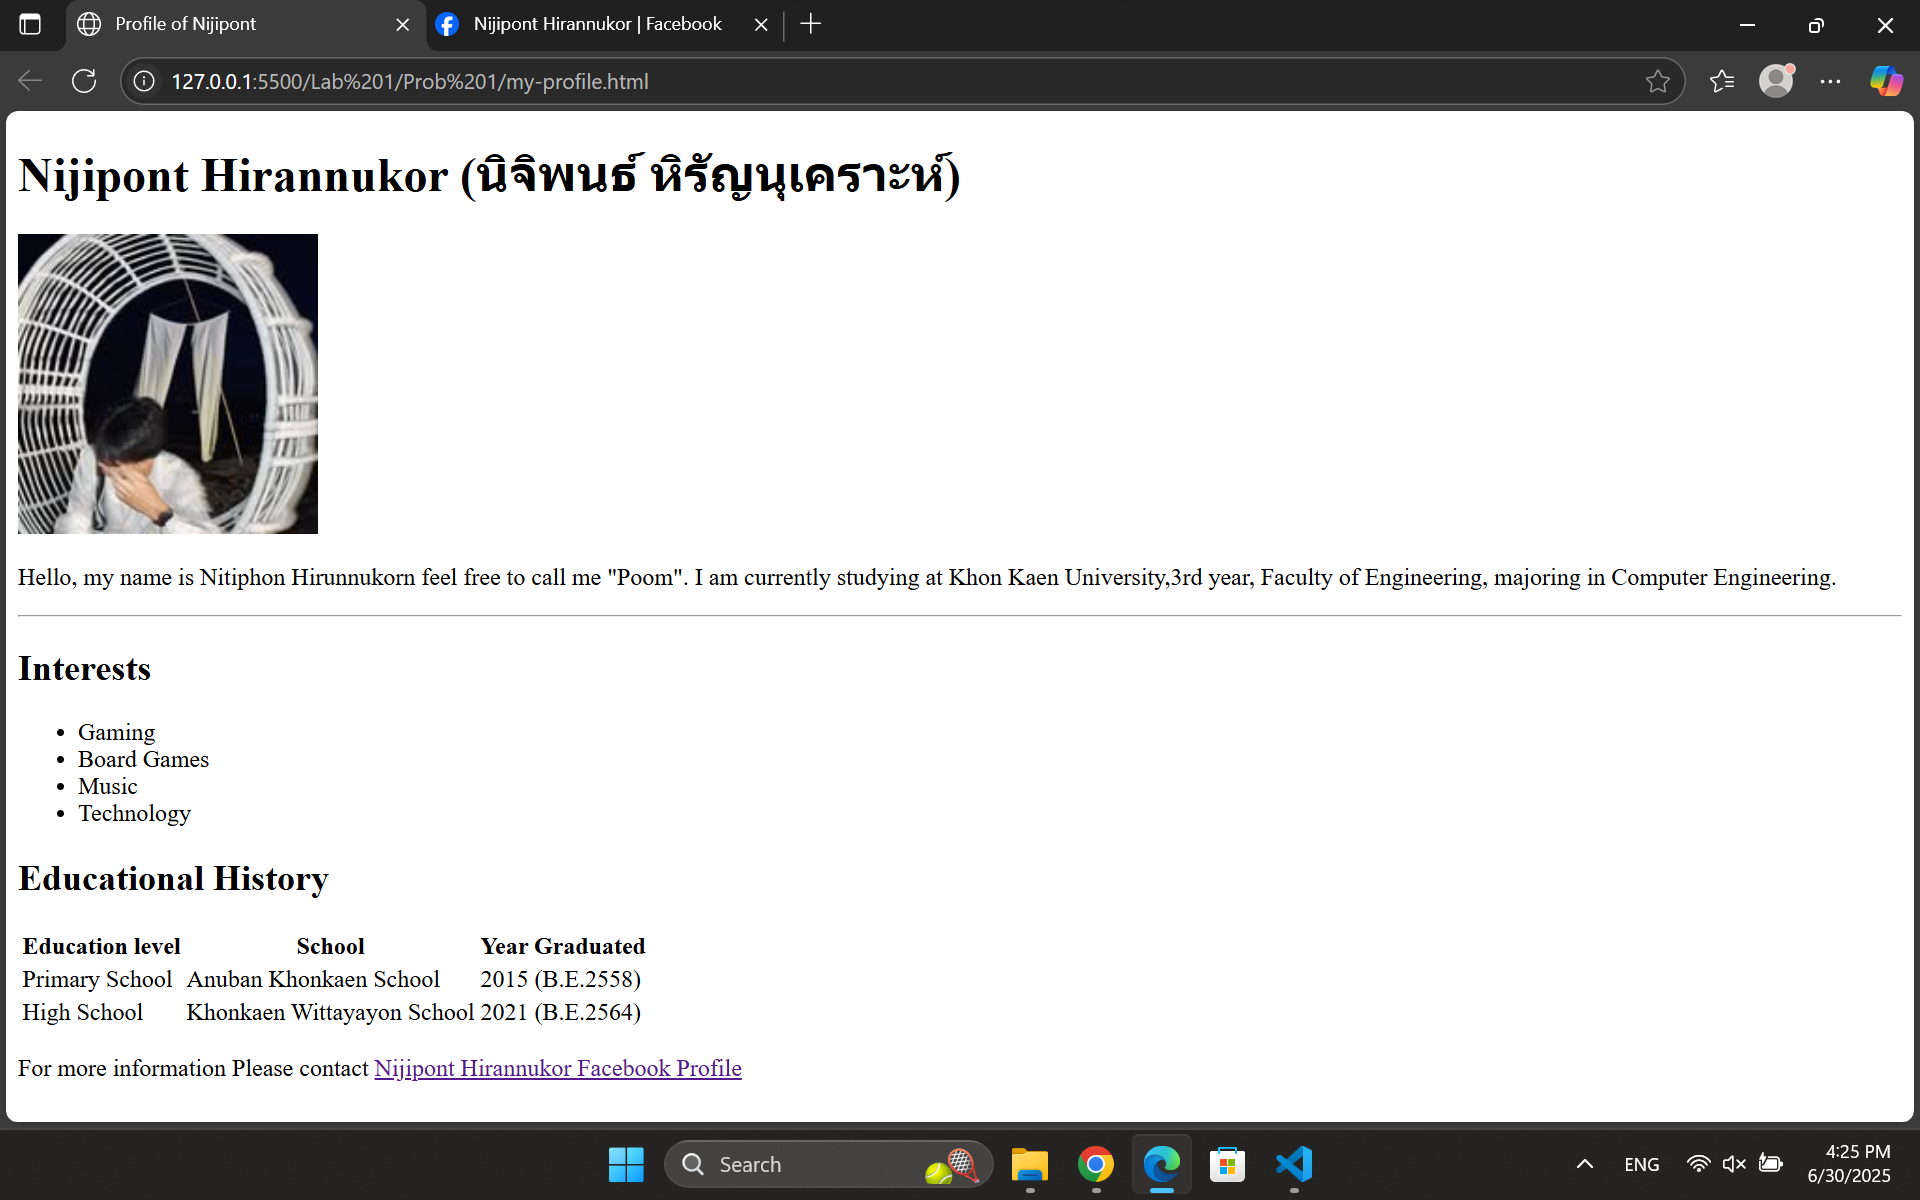 Profile of Nijipont
Nijipont Hirannukor | Facebook
127.0.0.1:5500/Lab%201/Prob%201/my-profile.html
Nijipont Hirannukor (นิจิพนธ์ หิรัญนุเคราะห์)
Hello, my name is Nitiphon Hirunnukorn feel free to call me "Poom". I am currently studying at Khon Kaen University,3rd year, Faculty of Engineering, majoring in Computer Engineering.
Interests
• Gaming
• Board Games
• Music
• Technology
Educational History
Education level School Year Graduated
Primary School Anuban Khonkaen School 2015 (B.E.2558)
High School Khonkaen Wittayayon School 2021 (B.E.2564)
For more information Please contact Nijipont Hirannukor Facebook Profile
Search
ENG
4:25 PM
6/30/2025